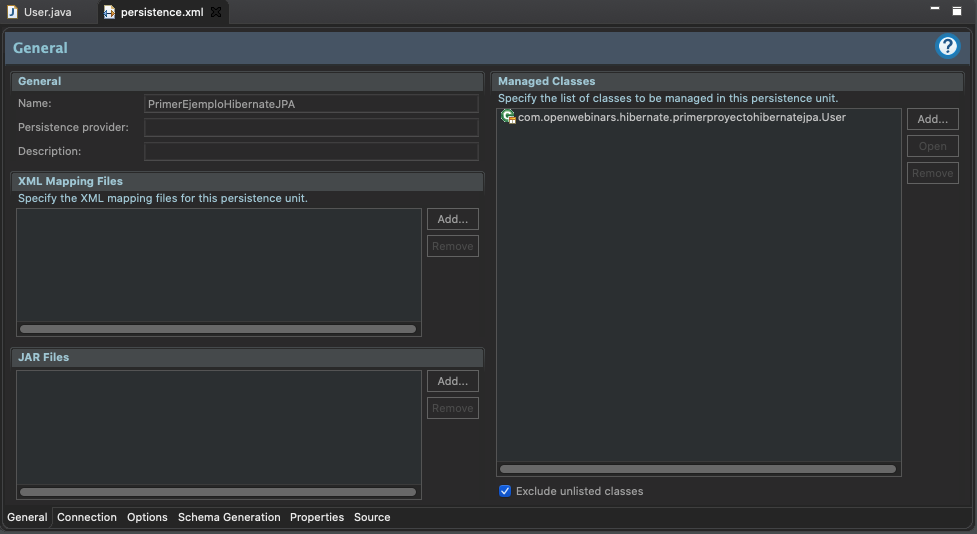 User.java
persistence.xml
General
General
Name:
PrimerEjemploHibernateJPA
Persistence provider:
Description:
XML Mapping Files
Specify the XML mapping files for this persistence unit.
Add...
Remove
JAR Files
Add...
Remove
Managed Classes
Specify the list of classes to be managed in this persistence unit.
com.openwebinars.hibernate.primerproyectohibernatejpa.User
Add...
Open
Remove
Exclude unlisted classes
General Connection Options Schema Generation Properties Source